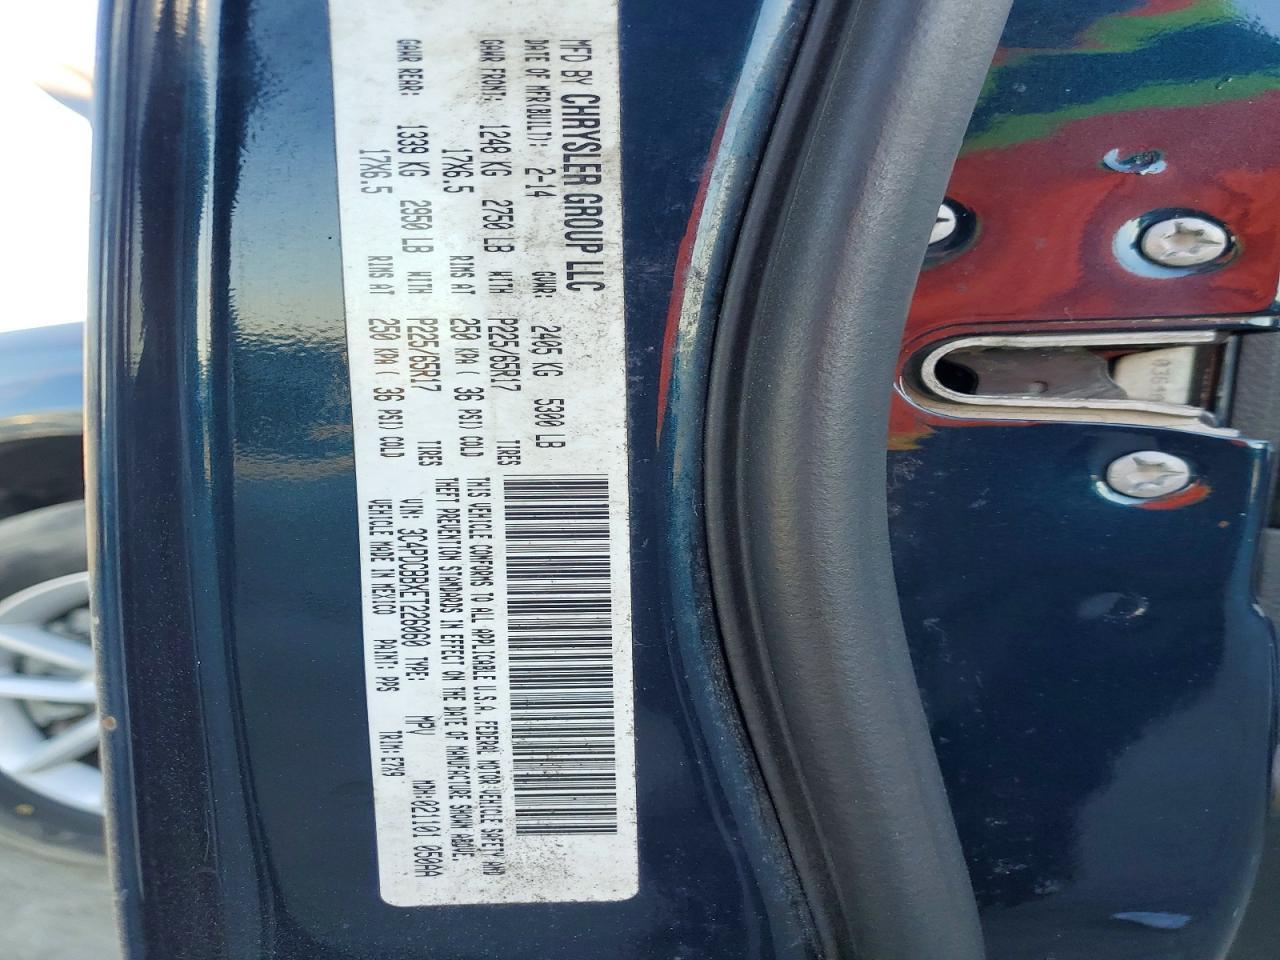 MFD BY CHRYSLER GROUP LLC
DATE OF MFR(BUILT): 2-14 GVWR: 2405 KG 5300 LB
GAWR FRONT: 1248 KG 2750 LB WITH P225/65R17 TIRES
17X6.5 RIMS AT 250 KPA( 36 PSI) COLD
GAWR REAR: 1339 KG 2950 LB WITH P225/65R17 TIRES
17X6.5 RIMS AT 250 KPA( 36 PSI) COLD
THIS VEHICLE CONFORMS TO ALL APPLICABLE U.S.A. FEDERAL MOTOR VEHICLE SAFETY AND
THEFT PREVENTION STANDARDS IN EFFECT ON THE DATE OF MANUFACTURE SHOWN ABOVE.
VIN: 3C4PDCBBXET226060 TYPE: MPV MDH:021101 050AA
VEHICLE MADE IN MEXICO PAINT: PPS TRIM: E7X9